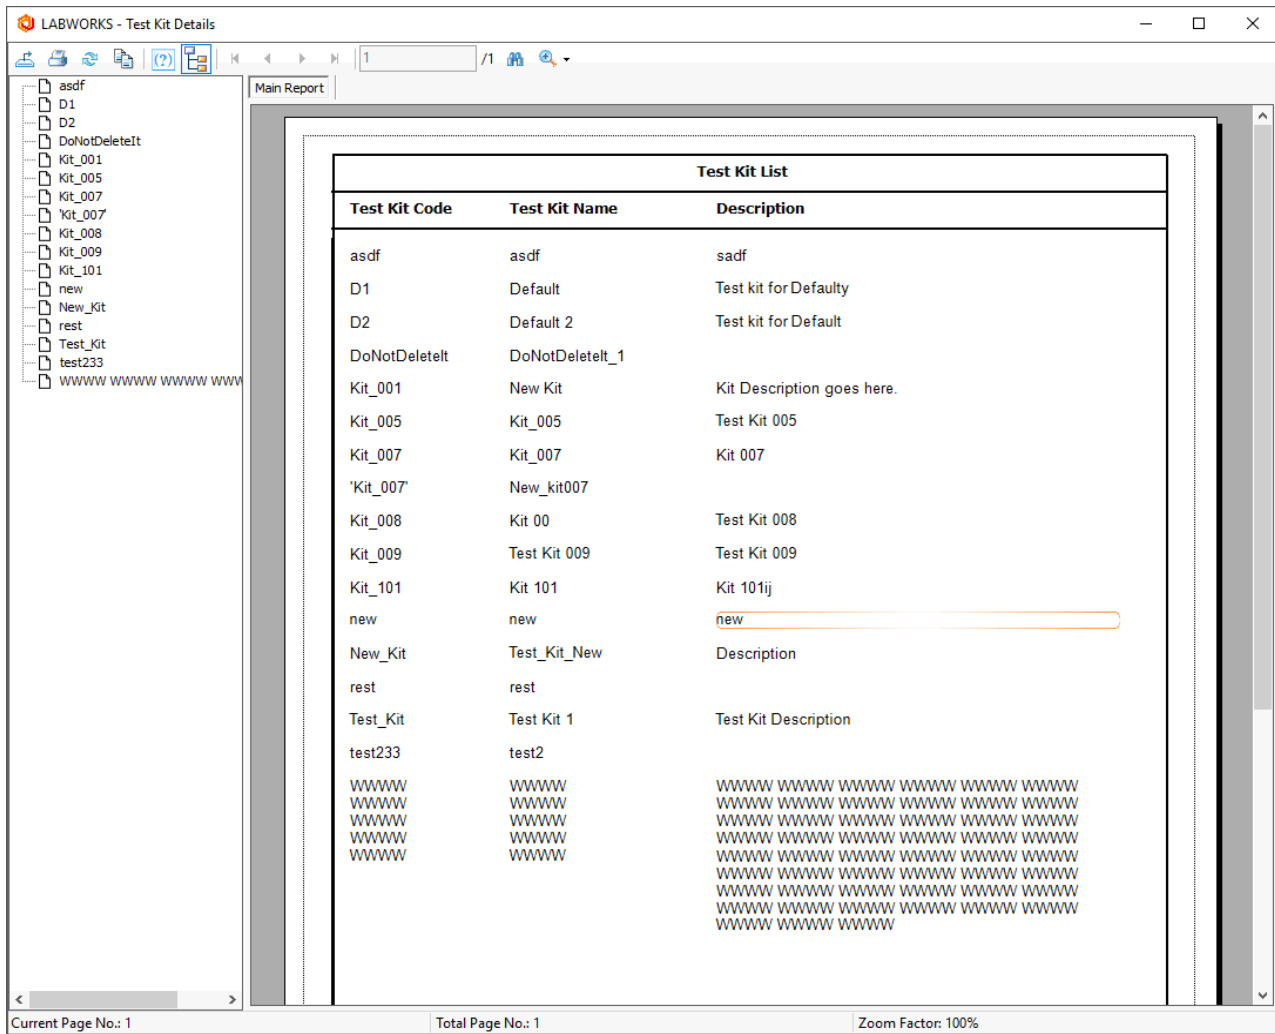 LABWORKS - Test Kit Details
(?)
1 /1
asdf
D1
D2
DoNotDeleteIt
Kit_001
Kit_005
Kit_007
'Kit_007'
Kit_008
Kit_009
Kit_101
new
New_Kit
rest
Test_Kit
test233
WWWW WWWW WWWW WWW
Main Report
Test Kit List
Test Kit Code Test Kit Name Description
asdf asdf sadf
D1 Default Test kit for Defaulty
D2 Default 2 Test kit for Default
DoNotDeleteIt DoNotDeleteIt_1
Kit_001 New Kit Kit Description goes here.
Kit_005 Kit_005 Test Kit 005
Kit_007 Kit_007 Kit 007
'Kit_007' New_kit007
Kit_008 Kit 00 Test Kit 008
Kit_009 Test Kit 009 Test Kit 009
Kit_101 Kit 101 Kit 101ij
new new new
New_Kit Test_Kit_New Description
rest rest
Test_Kit Test Kit 1 Test Kit Description
test233 test2
WWWW WWWW WWWW WWWW WWWW WWWW WWWW WWWW
WWWW WWWW WWWW WWWW WWWW WWWW WWWW WWWW
WWWW WWWW WWWW WWWW WWWW WWWW WWWW WWWW
WWWW WWWW WWWW WWWW WWWW WWWW WWWW WWWW
WWWW WWWW WWWW WWWW WWWW WWWW WWWW WWWW
WWWW WWWW WWWW WWWW WWWW WWWW
WWWW WWWW WWWW WWWW WWWW WWWW
WWWW WWWW WWWW WWWW WWWW WWWW
WWWW WWWW WWWW
Current Page No.: 1 Total Page No.: 1 Zoom Factor: 100%